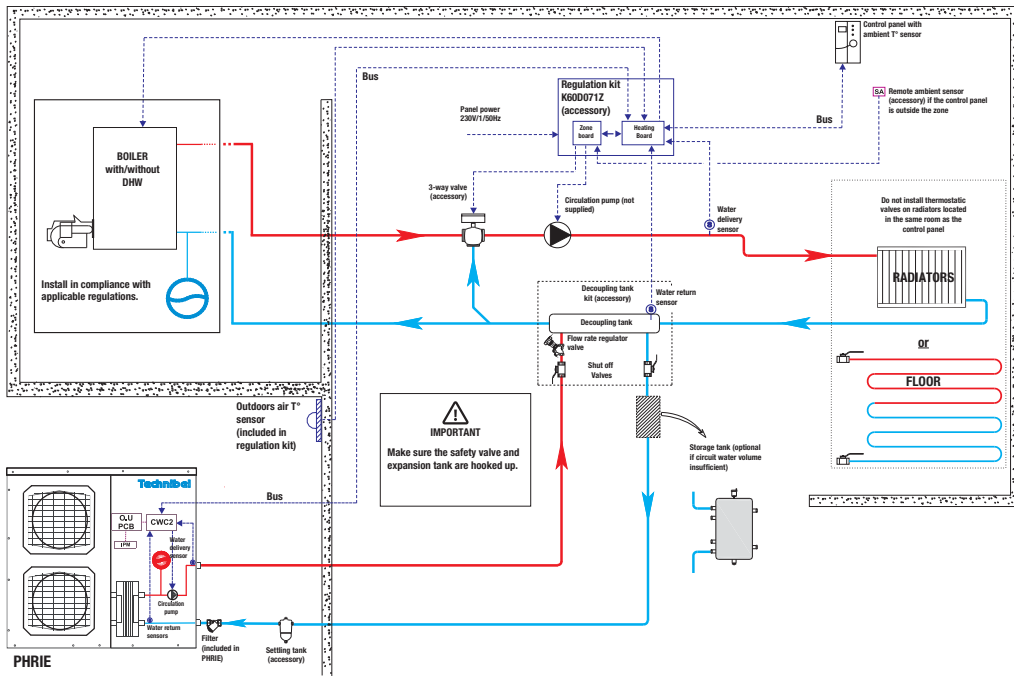 Control panel with
ambient T° sensor
Bus
Regulation kit
K60D071Z
(accessory)
Panel power
230V/1/50Hz
Zone
board
Heating
Board
Bus
SA
Remote ambient sensor
(accessory) if the control panel
is outside the zone
BOILER
with/without
DHW
3-way valve
(accessory)
Circulation pump (not
supplied)
Water
delivery
sensor
S
Do not install thermostatic
valves on radiators located
in the same room as the
control panel
Install in compliance with
applicable regulations.
RADIATORS
Decoupling tank
kit (accessory)
Water return
sensor
S
Decoupling tank
Flow rate regulator
valve
Shut off
Valves
or
FLOOR
Outdoors air T°
sensor
(included in
regulation kit)
IMPORTANT
Make sure the safety valve and
expansion tank are hooked up.
Storage tank (optional
if circuit water volume
insufficient)
Technibel
Bus
O,U
PCB
CWC2
IPM
Water
delivery
sensor
Circulation
pump
Water return
sensors
Filter
(included in
PHRIE)
Settling tank
(accessory)
PHRIE